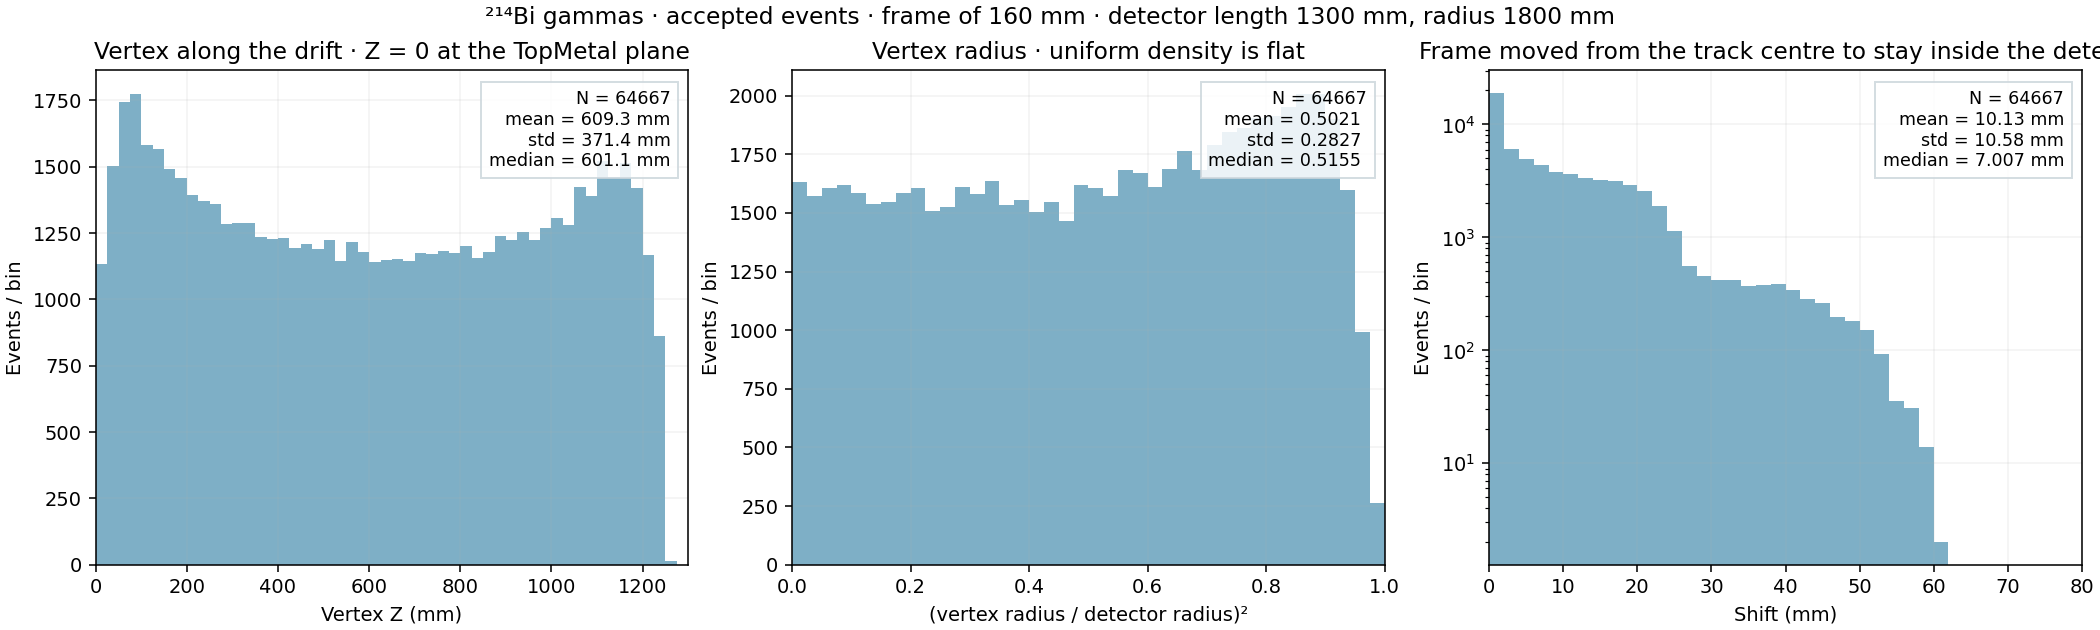 ²¹⁴Bi gammas · accepted events · frame of 160 mm · detector length 1300 mm, radius 1800 mm
Vertex along the drift · Z = 0 at the TopMetal plane
N = 64667
mean = 609.3 mm
std = 371.4 mm
median = 601.1 mm
Events / bin
1750
1500
1250
1000
750
500
250
0
0 200 400 600 800 1000 1200
Vertex Z (mm)
Vertex radius · uniform density is flat
N = 64667
mean = 0.5021
std = 0.2827
median = 0.5155
Events / bin
2000
1750
1500
1250
1000
750
500
250
0
0.0 0.2 0.4 0.6 0.8 1.0
(vertex radius / detector radius)²
Frame moved from the track centre to stay inside the dete
N = 64667
mean = 10.13 mm
std = 10.58 mm
median = 7.007 mm
Events / bin
10⁴
10³
10²
10¹
0 10 20 30 40 50 60 70 80
Shift (mm)